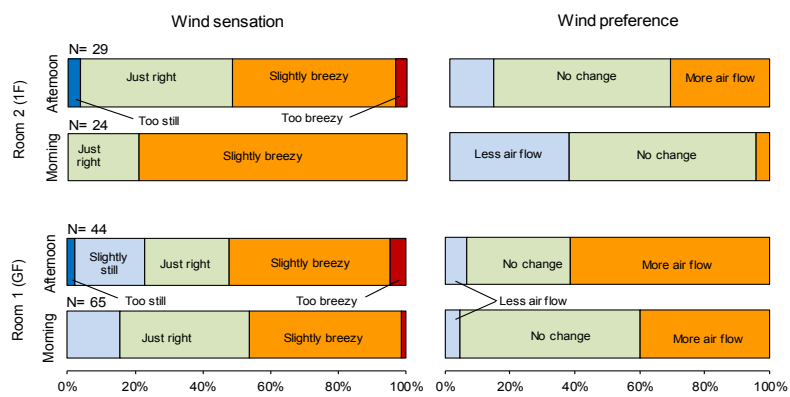 Wind sensation
Wind preference
Room 2 (1F)
Afternoon
N= 29
Just right
Slightly breezy
No change
More air flow
Too still
Too breezy
Morning
N= 24
Just
right
Slightly breezy
Less air flow
No change
Room 1 (GF)
Afternoon
N= 44
Slightly
still
Just right
Slightly breezy
No change
More air flow
Too still
Too breezy
Less air flow
Morning
N= 65
Just right
Slightly breezy
No change
More air flow
0% 20% 40% 60% 80% 100%
0% 20% 40% 60% 80% 100%